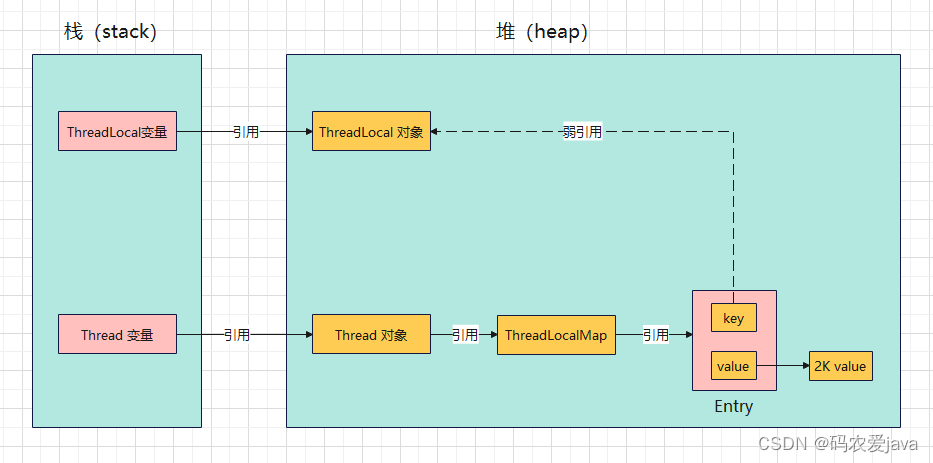 栈（stack）
堆（heap）
ThreadLocal变量
引用
ThreadLocal 对象
弱引用
Thread 变量
引用
Thread 对象
引用
ThreadLocalMap
引用
key
value
2K value
Entry
CSDN @码农爱java